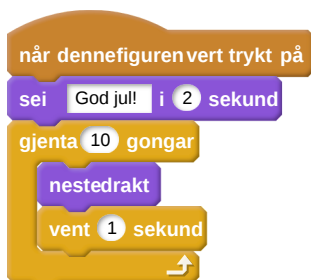 når dennefiguren vert trykt på
sei God jul! i 2 sekund
gjenta 10 gongar
nestedrakt
vent 1 sekund